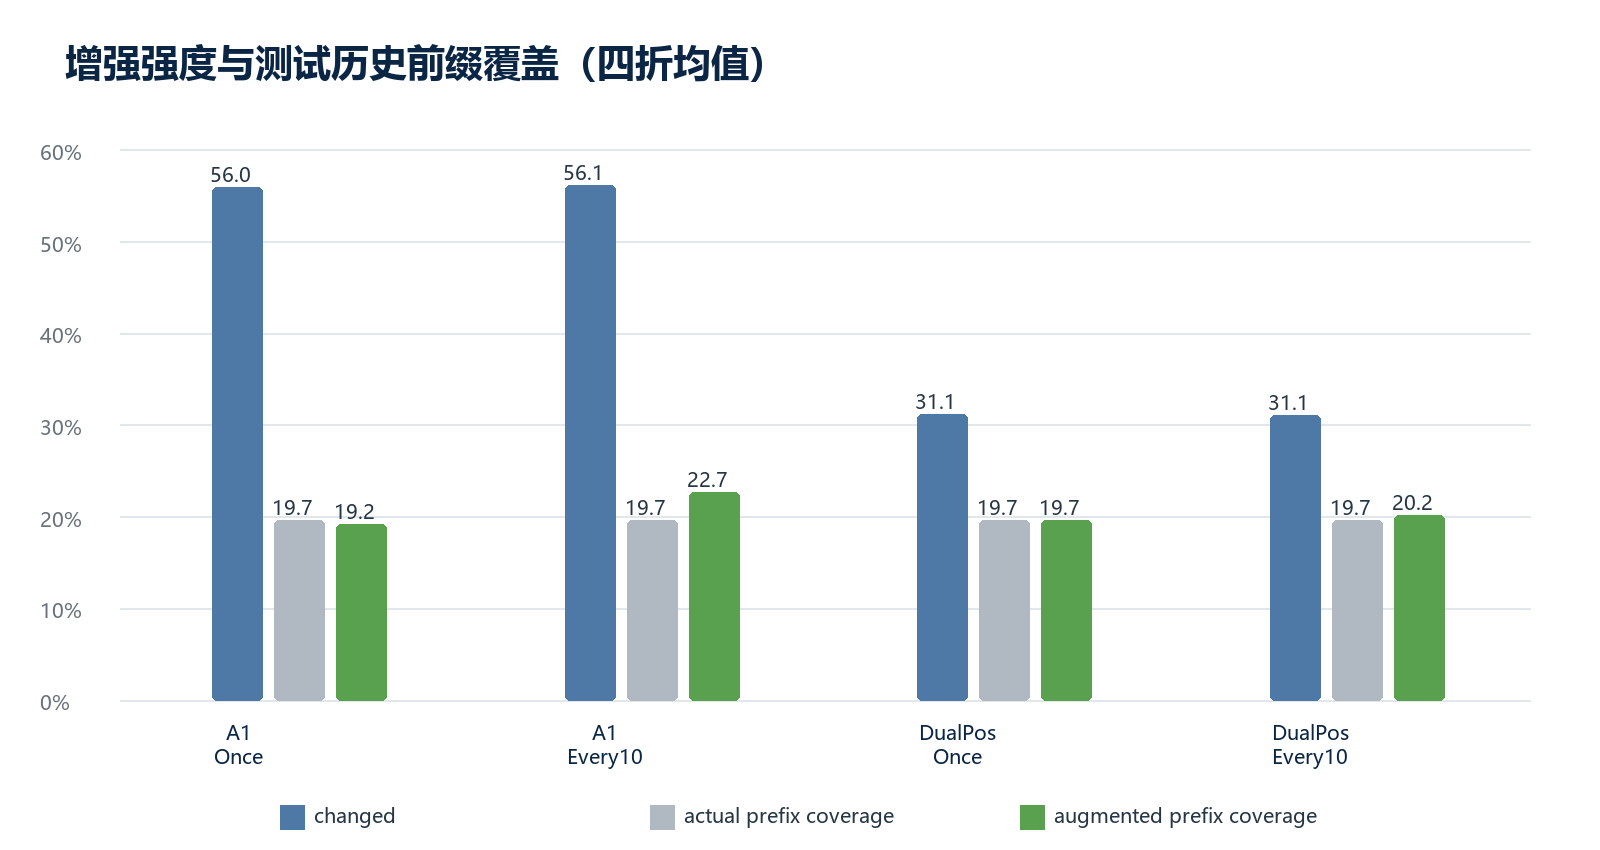 增强强度与测试历史前缀覆盖（四折均值）
60%
50%
40%
30%
20%
10%
0%
56.0
19.7
19.2
56.1
19.7
22.7
31.1
19.7
19.7
31.1
19.7
20.2
A1
Once
A1
Every10
DualPos
Once
DualPos
Every10
changed
actual prefix coverage
augmented prefix coverage